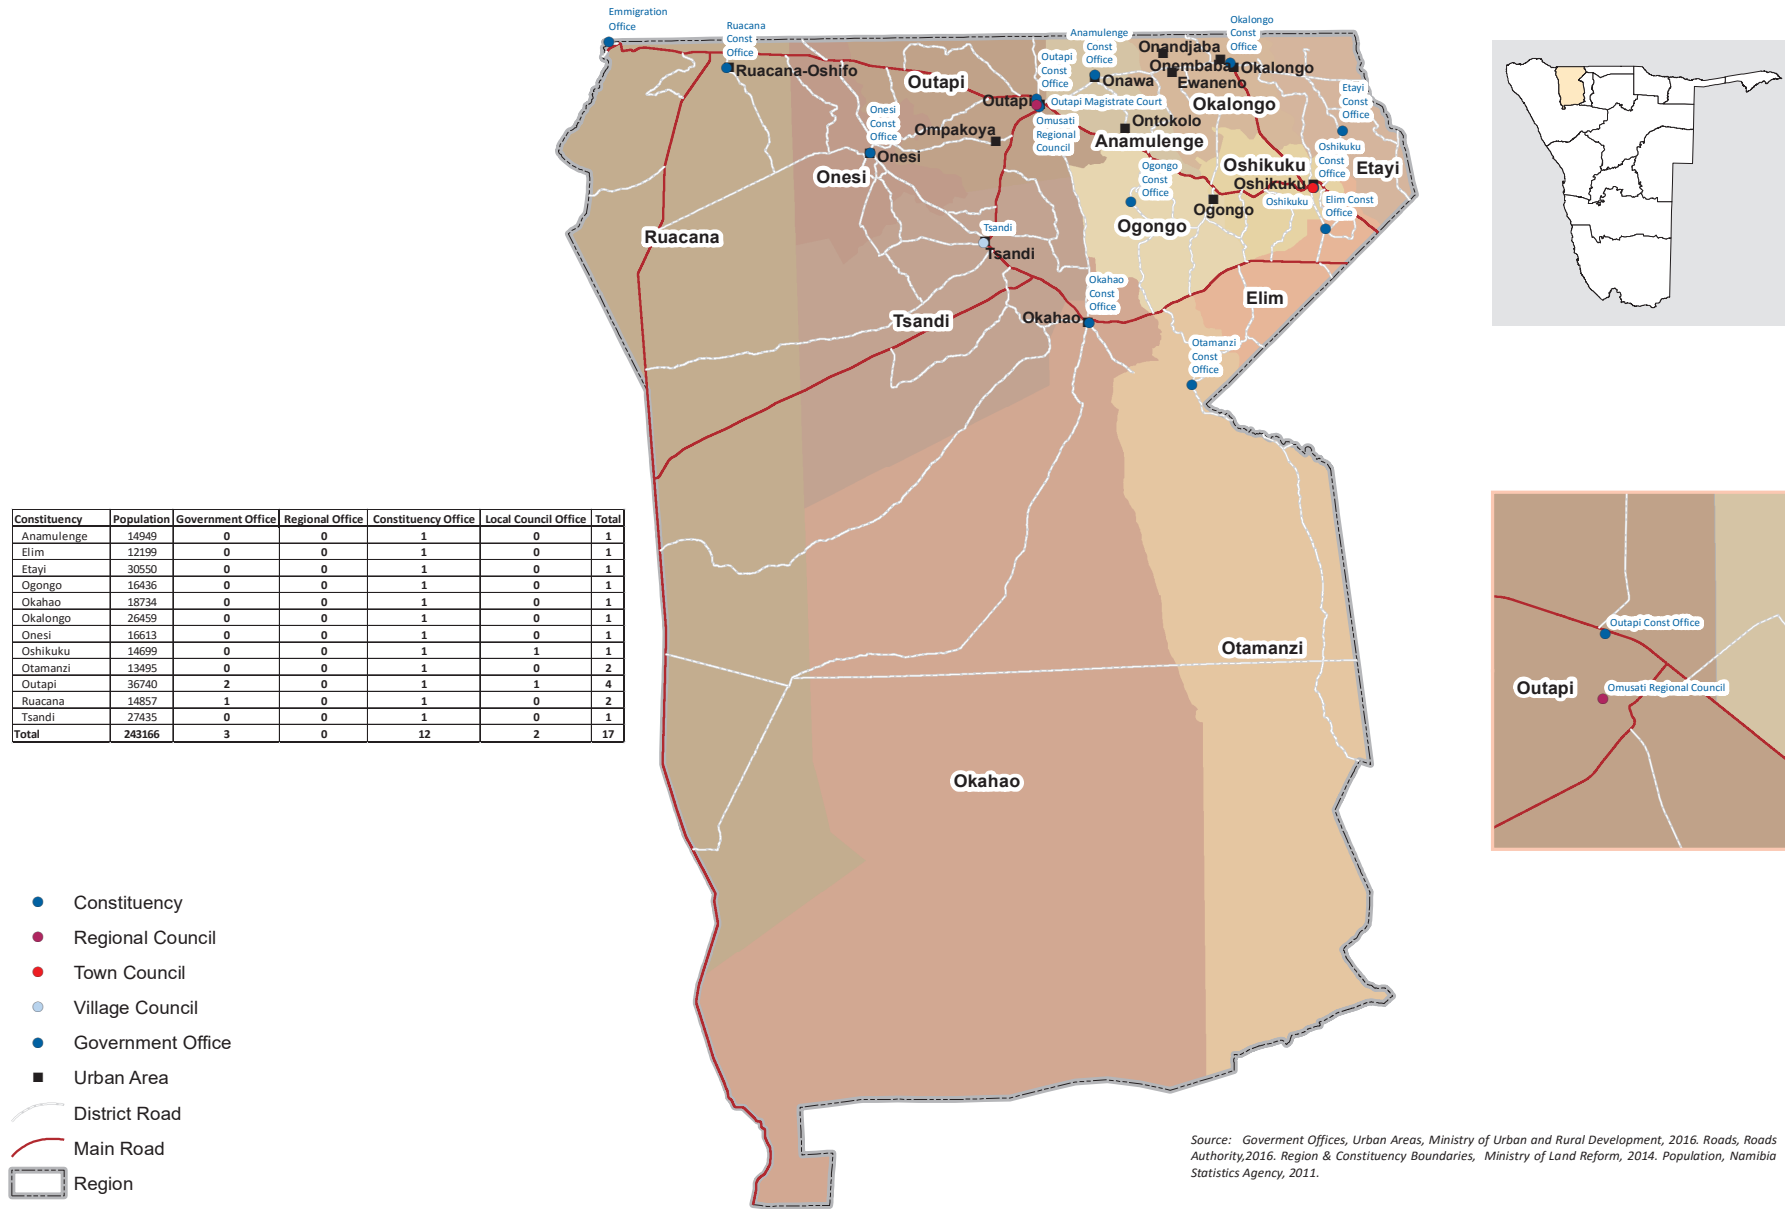 Emmigration
Office
Ruacana
Const
Office
Ruacana-Oshifo
Outapi
Onesi
Const
Office
Onesi
Onesi
Ompakoya
Outapi
Outapi
Const
Office
Outapi Magistrate Court
Omusati
Regional
Council
Anamulenge
Const
Office
Onawa
Onandjaba
Onembaba
Ewaneno
Okalongo
Const
Office
Okalongo
Okalongo
Ontokolo
Anamulenge
Etayi
Const
Office
Etayi
Oshikuku
Const
Office
Oshikuku
Oshikuku
Oshikuku
Elim Const
Office
Ogongo
Const
Office
Ogongo
Ogongo
Ruacana
Tsandi
Tsandi
Tsandi
Okahao
Const
Office
Okahao
Elim
Otamanzi
Const
Office
Otamanzi
Okahao
Constituency Population Government Office Regional Office Constituency Office Local Council Office Total
Anamulenge 14949 0 0 1 0 1
Elim 12199 0 0 1 0 1
Etayi 30550 0 0 1 0 1
Ogongo 16436 0 0 1 0 1
Okahao 18734 0 0 1 0 1
Okalongo 26459 0 0 1 0 1
Onesi 16613 0 0 1 0 1
Oshikuku 14699 0 0 1 1 1
Otamanzi 13495 0 0 1 0 2
Outapi 36740 2 0 1 1 4
Ruacana 14857 1 0 1 0 2
Tsandi 27435 0 0 1 0 1
Total 243166 3 0 12 2 17
Outapi Const Office
Outapi
Omusati Regional Council
Constituency
Regional Council
Town Council
Village Council
Government Office
Urban Area
District Road
Main Road
Region
Source: Goverment Offices, Urban Areas, Ministry of Urban and Rural Development, 2016. Roads, Roads
Authority,2016. Region & Constituency Boundaries, Ministry of Land Reform, 2014. Population, Namibia
Statistics Agency, 2011.